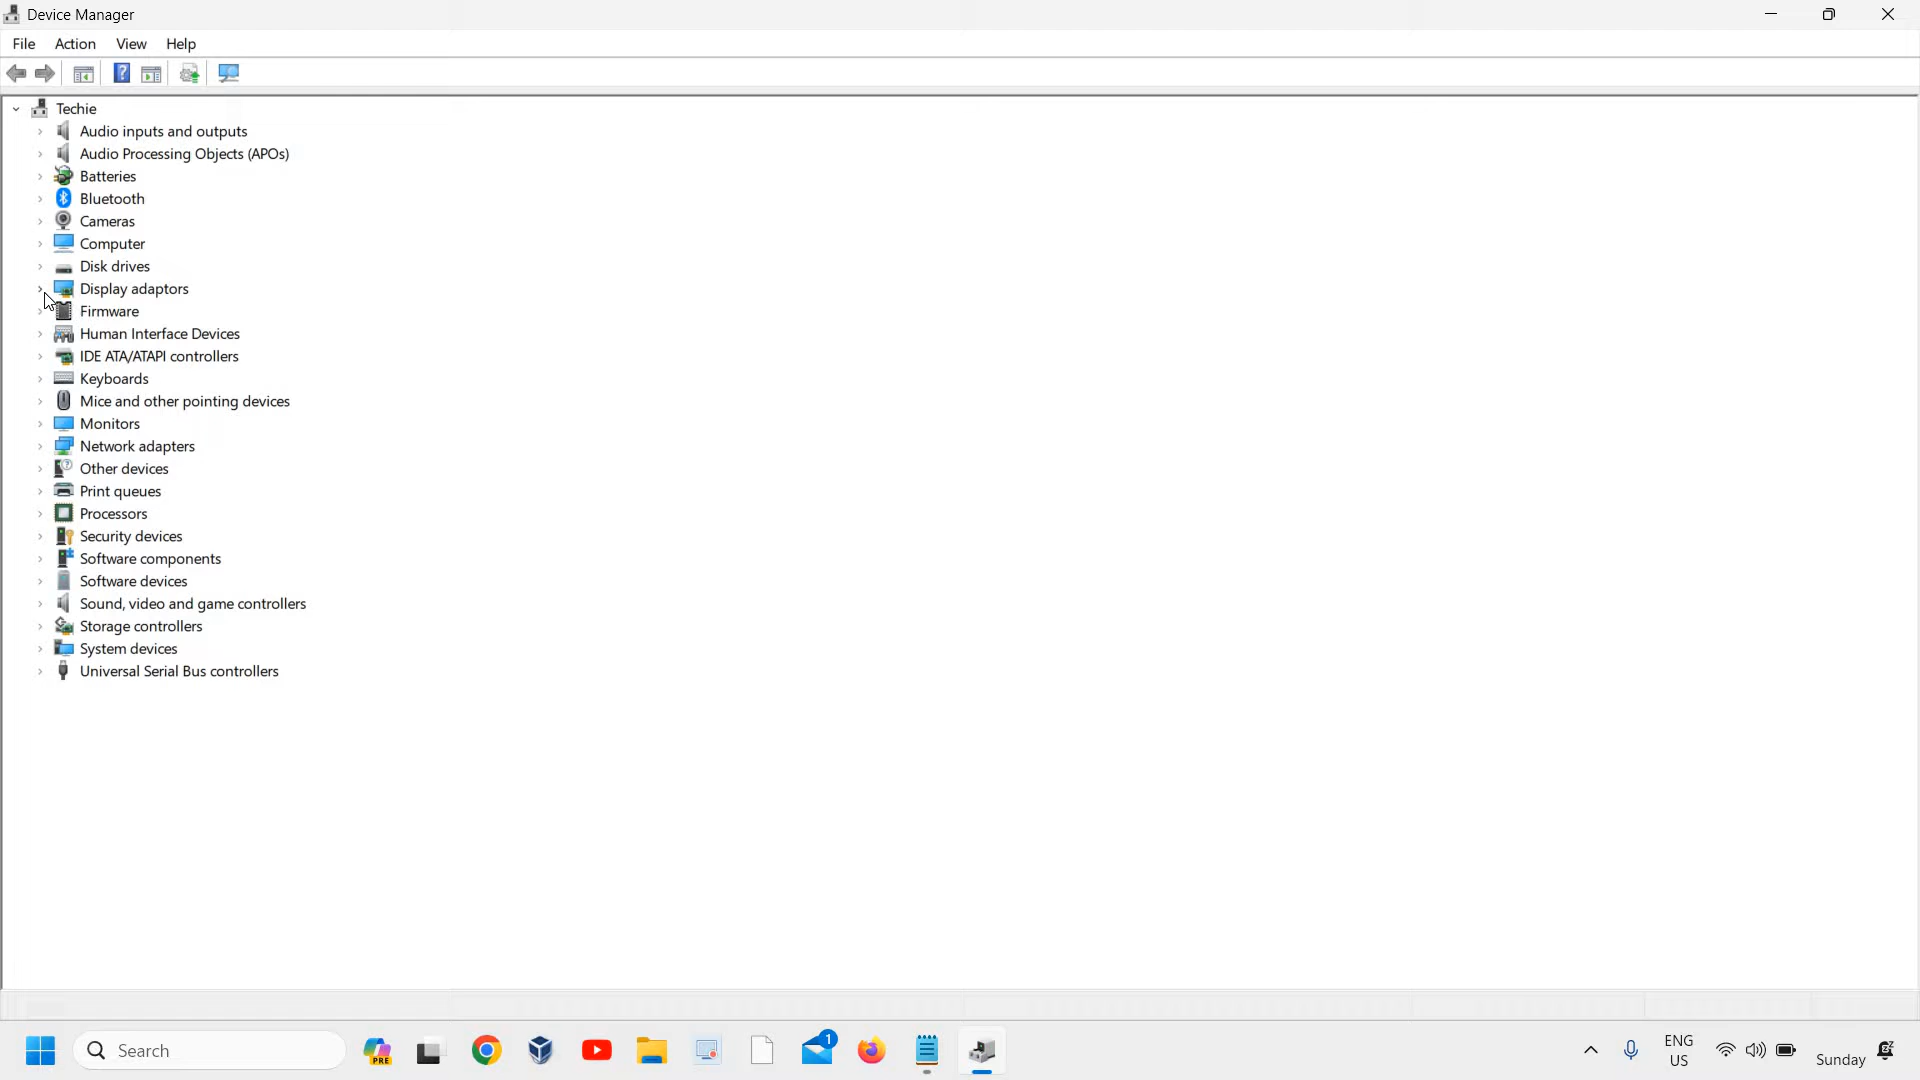 Device Manager
File Action View Help
Techie
Audio inputs and outputs
Audio Processing Objects (APOs)
Batteries
Bluetooth
Cameras
Computer
Disk drives
Display adaptors
Firmware
Human Interface Devices
IDE ATA/ATAPI controllers
Keyboards
Mice and other pointing devices
Monitors
Network adapters
Other devices
Print queues
Processors
Security devices
Software components
Software devices
Sound, video and game controllers
Storage controllers
System devices
Universal Serial Bus controllers
Search PRE 1 ENG
US Sunday